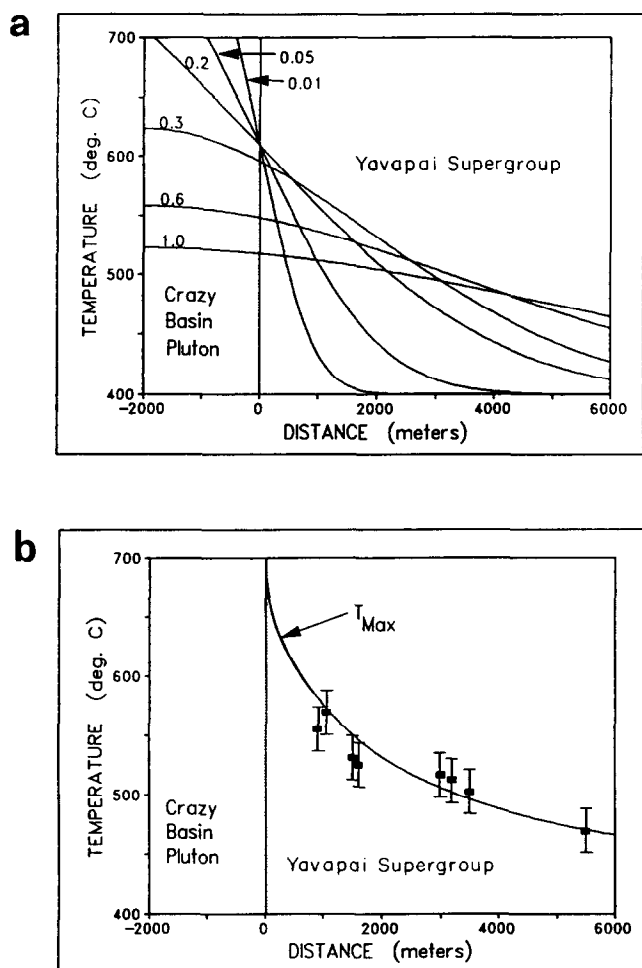 a
700
600
500
400
TEMPERATURE (deg. C)
0.2
0.05
0.01
0.3
0.6
1.0
Yavapai Supergroup
Crazy
Basin
Pluton
-2000
0
2000
4000
6000
DISTANCE (meters)
b
700
600
500
400
TEMPERATURE (deg. C)
TMax
Crazy
Basin
Pluton
Yavapai Supergroup
-2000
0
2000
4000
6000
DISTANCE (meters)